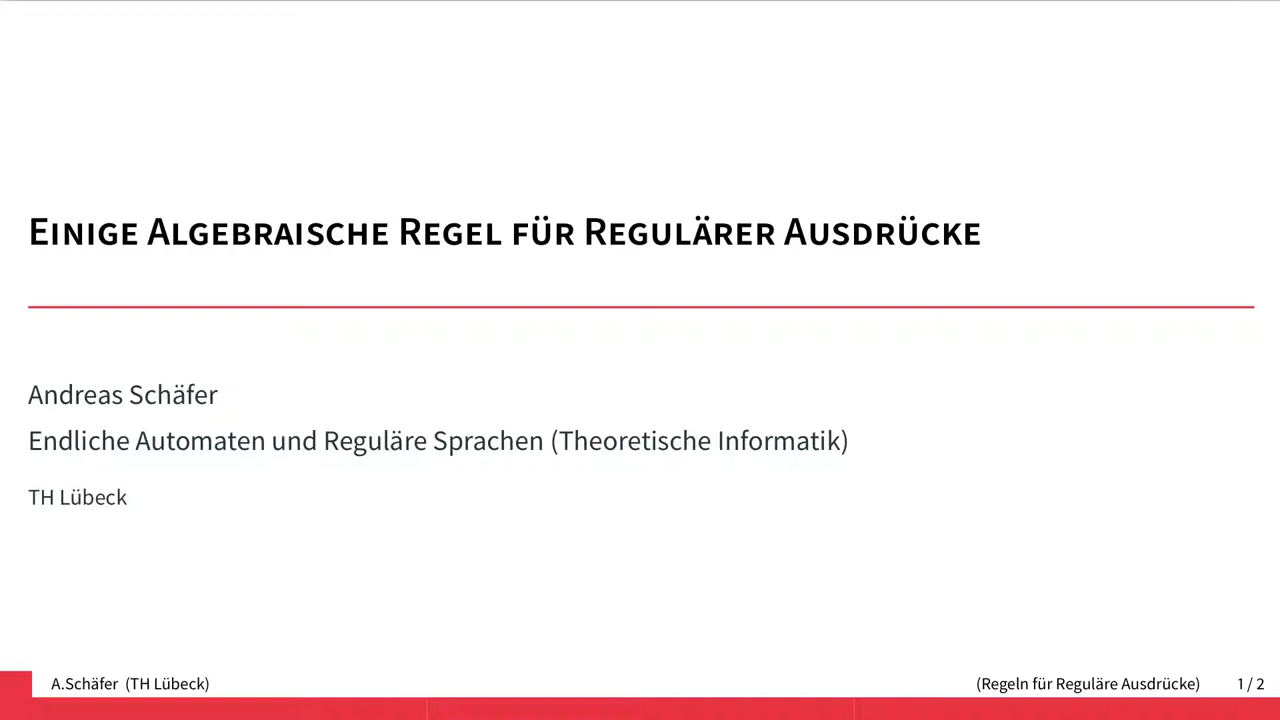 Einige Algebraische Regel für Regulärer Ausdrücke
Andreas Schäfer
Endliche Automaten und Reguläre Sprachen (Theoretische Informatik)
TH Lübeck
A.Schäfer (TH Lübeck)
(Regeln für Reguläre Ausdrücke)
1 / 2